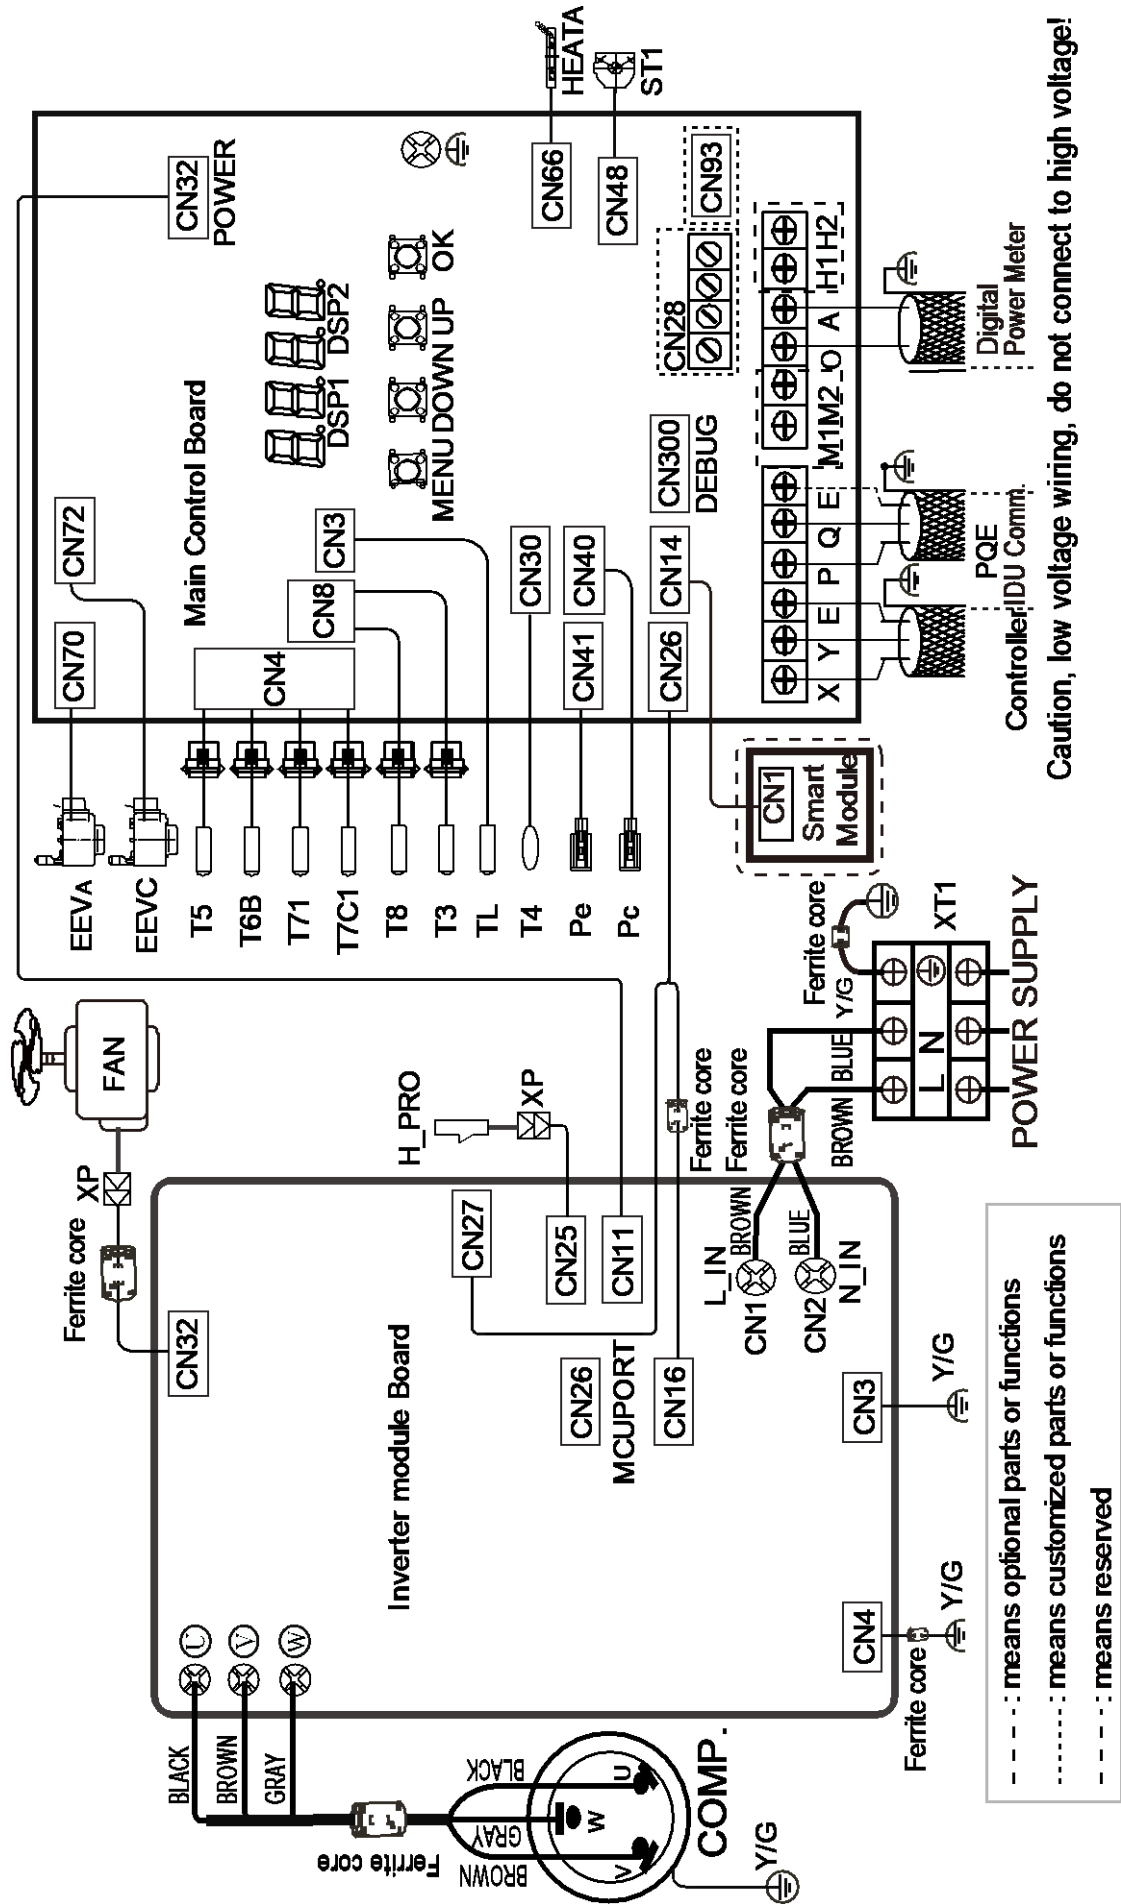 COMP.
BLACK
BROWN
GRAY
Ferrite core
BROWN
GRAY
BLACK
U
V
W
V
W
U
Y/G
Inverter module Board
CN32
Ferrite core
XP
FAN
CN27
CN25
CN11
H_PRO
XP
CN26
MCUPORT
CN16
Ferrite core
Ferrite core
L_IN
CN1
BROWN
BLUE
CN2
N_IN
BROWN
BLUE
Y/G
Ferrite core
L N
XT1
POWER SUPPLY
CN4
Ferrite core
Y/G
CN3
Y/G
EEVA
EEVC
T5
T6B
T71
T7C1
T8
T3
TL
T4
Pe
Pc
Main Control Board
CN70
CN72
CN4
CN8
CN3
CN30
CN41
CN40
CN26
CN14
CN300
DEBUG
CN32
POWER
DSP1
DSP2
MENU DOWN UP OK
CN66
HEATA
CN48
ST1
CN28
CN93
X Y E P Q E M1M2 O A H1H2
CN1
Smart
Module
Controller
PQE
IDU Comm.
Digital
Power Meter
Caution, low voltage wiring, do not connect to high voltage!
: means optional parts or functions
: means customized parts or functions
: means reserved